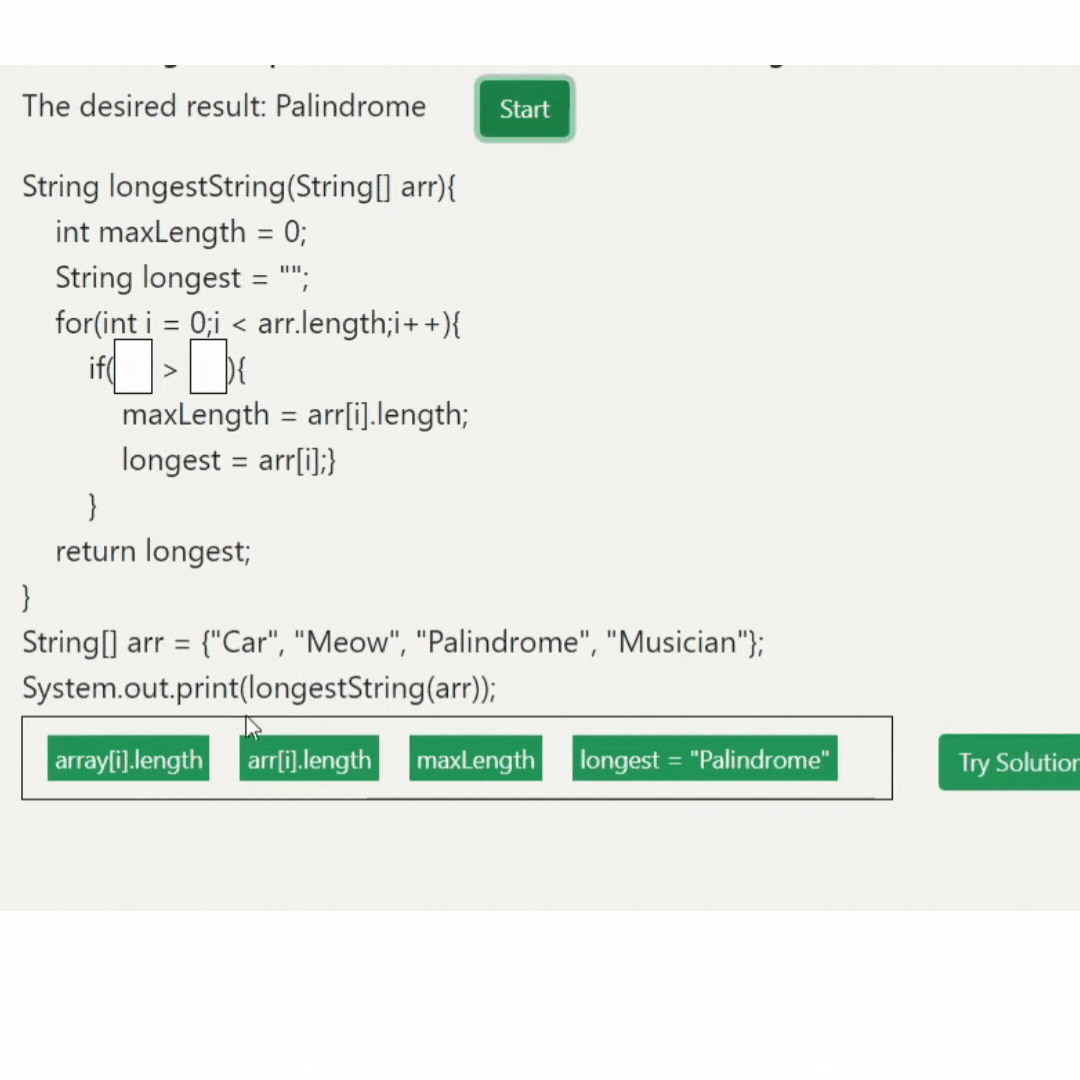 The desired result: Palindrome
Start
String longestString(String[] arr){
int maxLength = 0;
String longest = "";
for(int i = 0;i < arr.length;i++){
if( > ){
maxLength = arr[i].length;
longest = arr[i];}
}
return longest;
}
String[] arr = {"Car", "Meow", "Palindrome", "Musician"};
System.out.print(longestString(arr));
array[i].length
arr[i].length
maxLength
longest = "Palindrome"
Try Solution